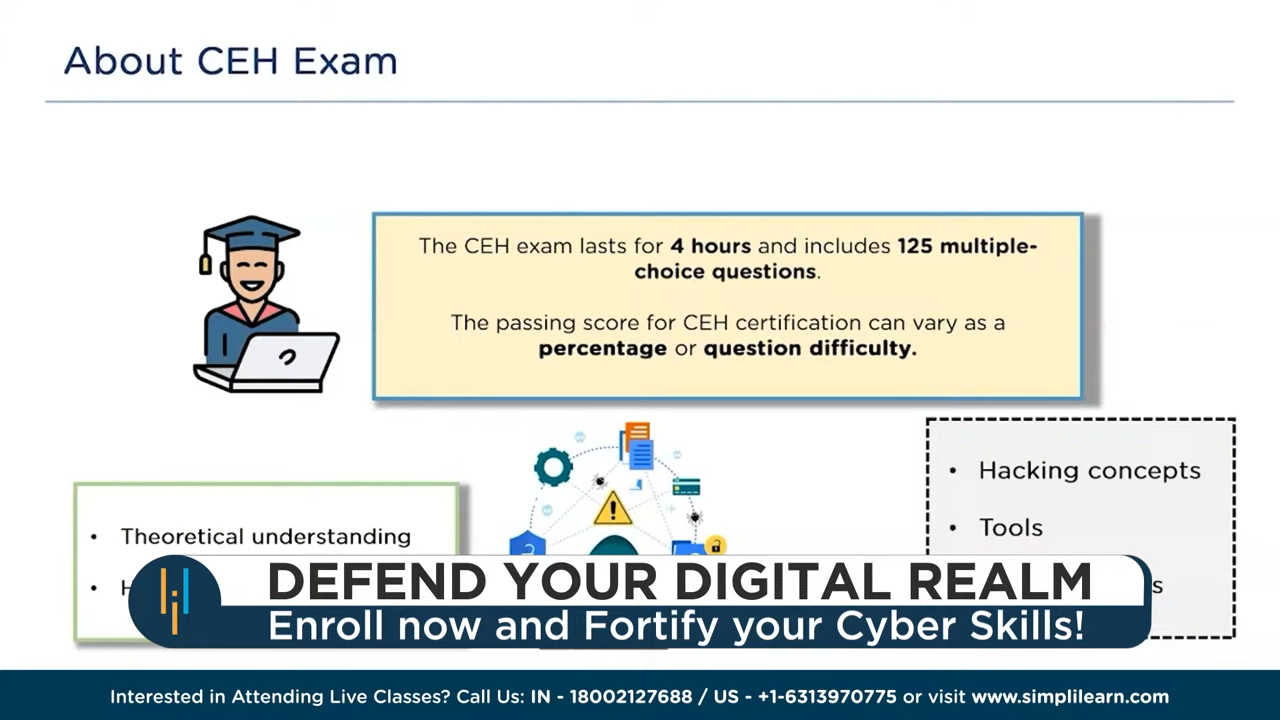 About CEH Exam
The CEH exam lasts for 4 hours and includes 125 multiple-
choice questions.
The passing score for CEH certification can vary as a
percentage or question difficulty.
• Theoretical understanding
• Hacking concepts
• Tools
DEFEND YOUR DIGITAL REALM
Enroll now and Fortify your Cyber Skills!
Interested in Attending Live Classes? Call Us: IN - 18002127688 / US - +1-6313970775 or visit www.simplilearn.com